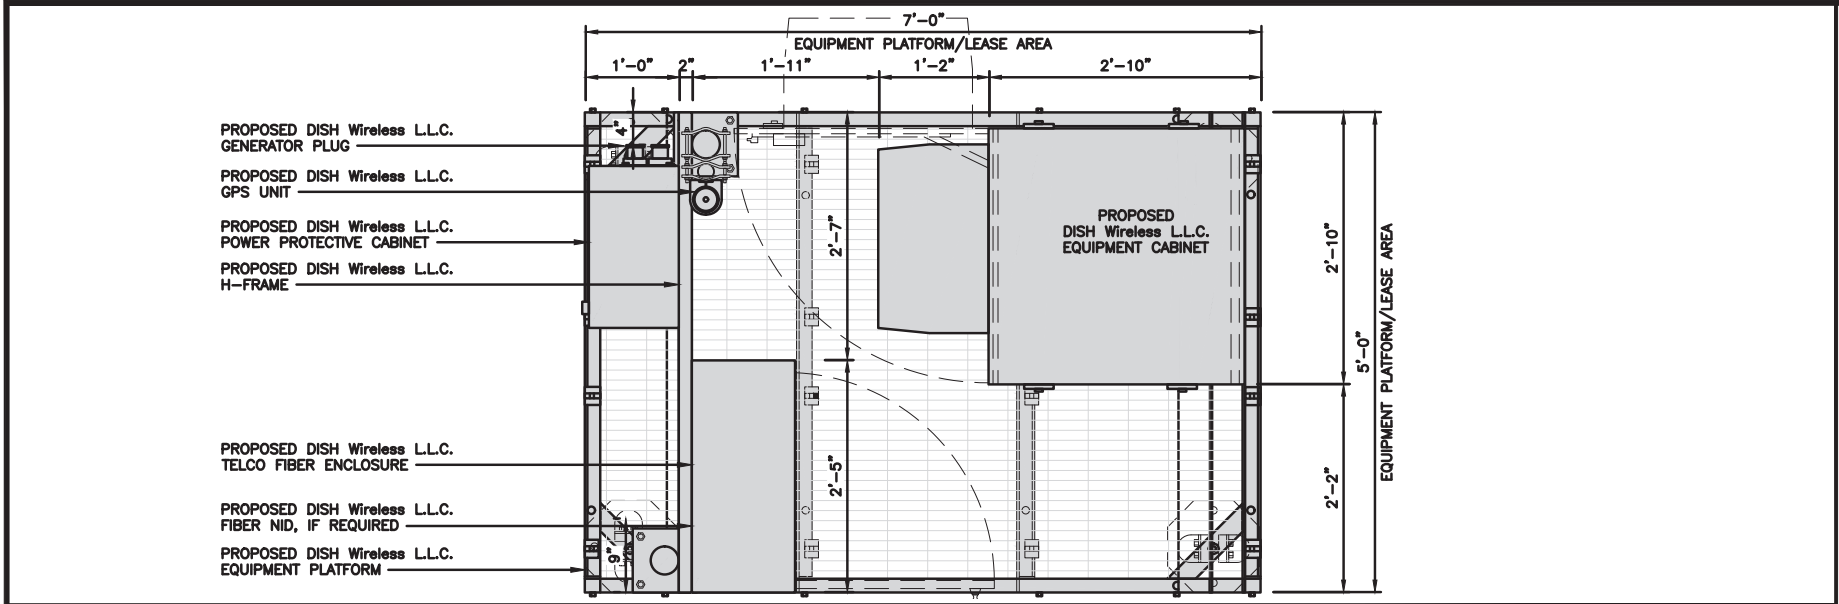 7'-0"
EQUIPMENT PLATFORM/LEASE AREA
1'-0"
2"
1'-11"
1'-2"
2'-10"
4"
PROPOSED DISH Wireless L.L.C.
GENERATOR PLUG
PROPOSED DISH Wireless L.L.C.
GPS UNIT
PROPOSED DISH Wireless L.L.C.
POWER PROTECTIVE CABINET
PROPOSED DISH Wireless L.L.C.
H-FRAME
PROPOSED DISH Wireless L.L.C.
TELCO FIBER ENCLOSURE
PROPOSED DISH Wireless L.L.C.
FIBER NID, IF REQUIRED
PROPOSED DISH Wireless L.L.C.
EQUIPMENT PLATFORM
9"
2'-7"
2'-5"
PROPOSED
DISH Wireless L.L.C.
EQUIPMENT CABINET
2'-10"
2'-2"
5'-0"
EQUIPMENT PLATFORM/LEASE AREA